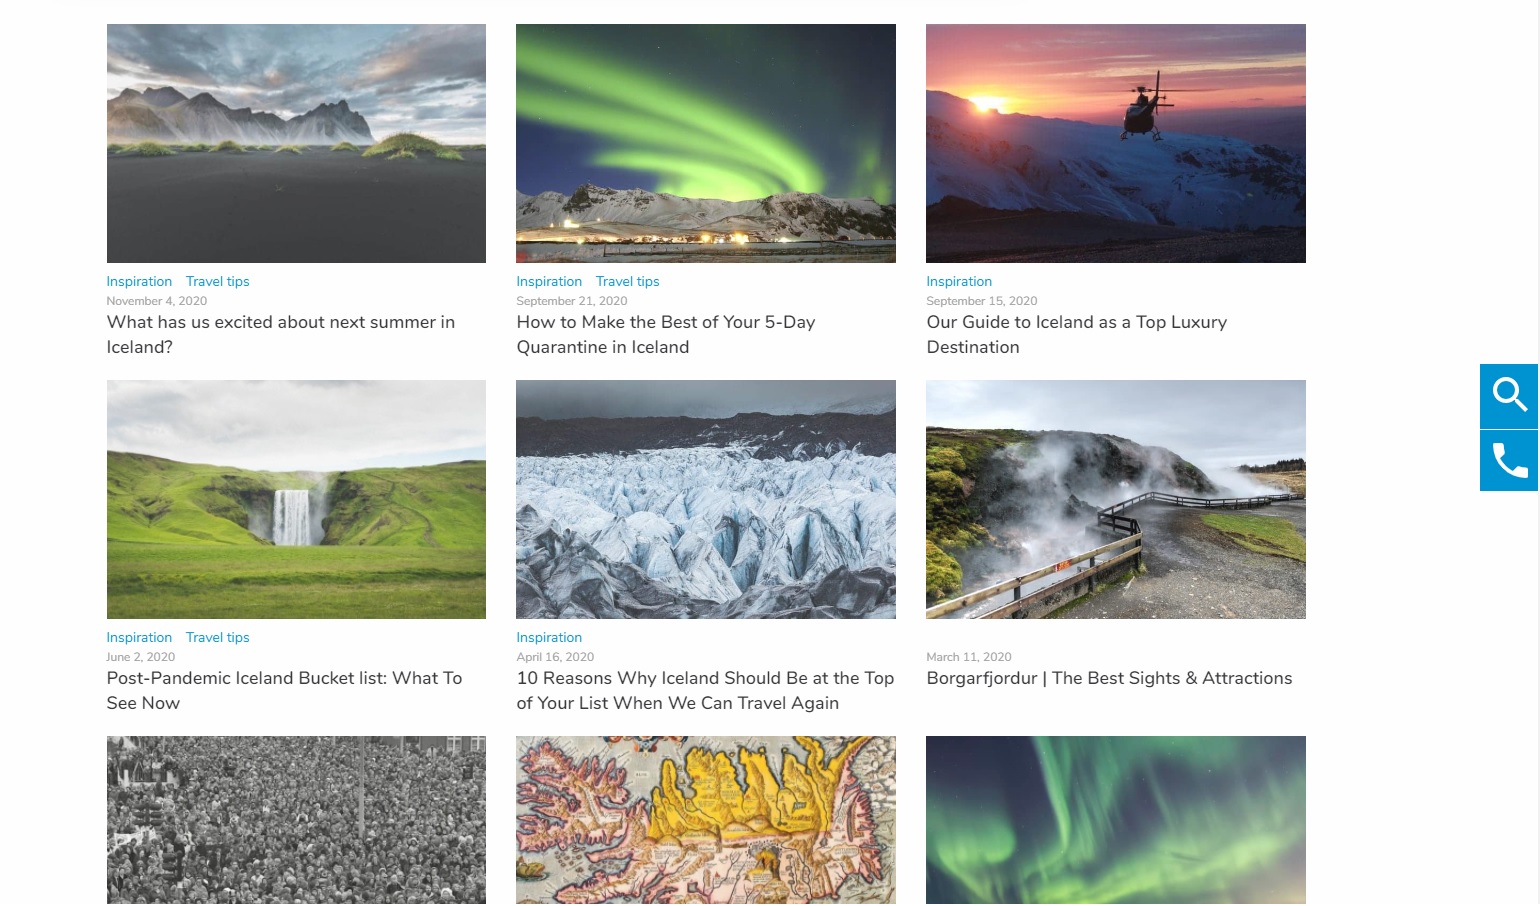 Inspiration Travel tips
November 4, 2020
What has us excited about next summer in
Iceland?
Inspiration Travel tips
September 21, 2020
How to Make the Best of Your 5-Day
Quarantine in Iceland
Inspiration
September 15, 2020
Our Guide to Iceland as a Top Luxury
Destination
Inspiration Travel tips
June 2, 2020
Post-Pandemic Iceland Bucket list: What To
See Now
Inspiration
April 16, 2020
10 Reasons Why Iceland Should Be at the Top
of Your List When We Can Travel Again
March 11, 2020
Borgarfjordur | The Best Sights & Attractions